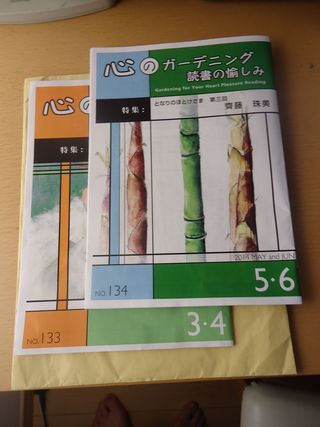 心のガーデニング
読書の愉しみ
Gardening for Your Heart Pleasure Reading
特集:
となりのほとけさま 第三回
齊藤 珠美
2014 MAY and JUN
NO. 134
5・6
心の
特集:
NO. 133
3・4